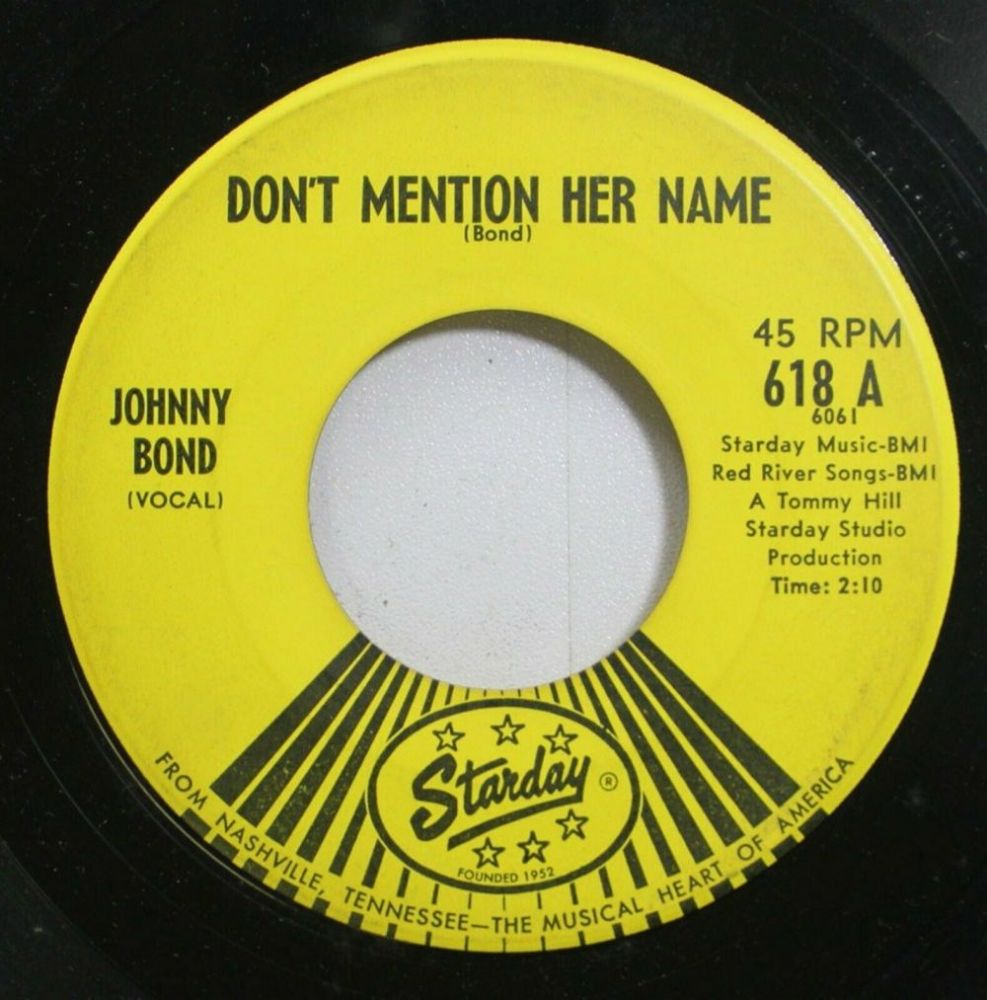 DON'T MENTION HER NAME
(Bond)
JOHNNY
BOND
(VOCAL)
45 RPM
618 A
6061
Starday Music-BMI
Red River Songs-BMI
A Tommy Hill
Starday Studio
Production
Time: 2:10
Starday ®
FOUNDED 1952
FROM NASHVILLE, TENNESSEE—THE MUSICAL HEART OF AMERICA